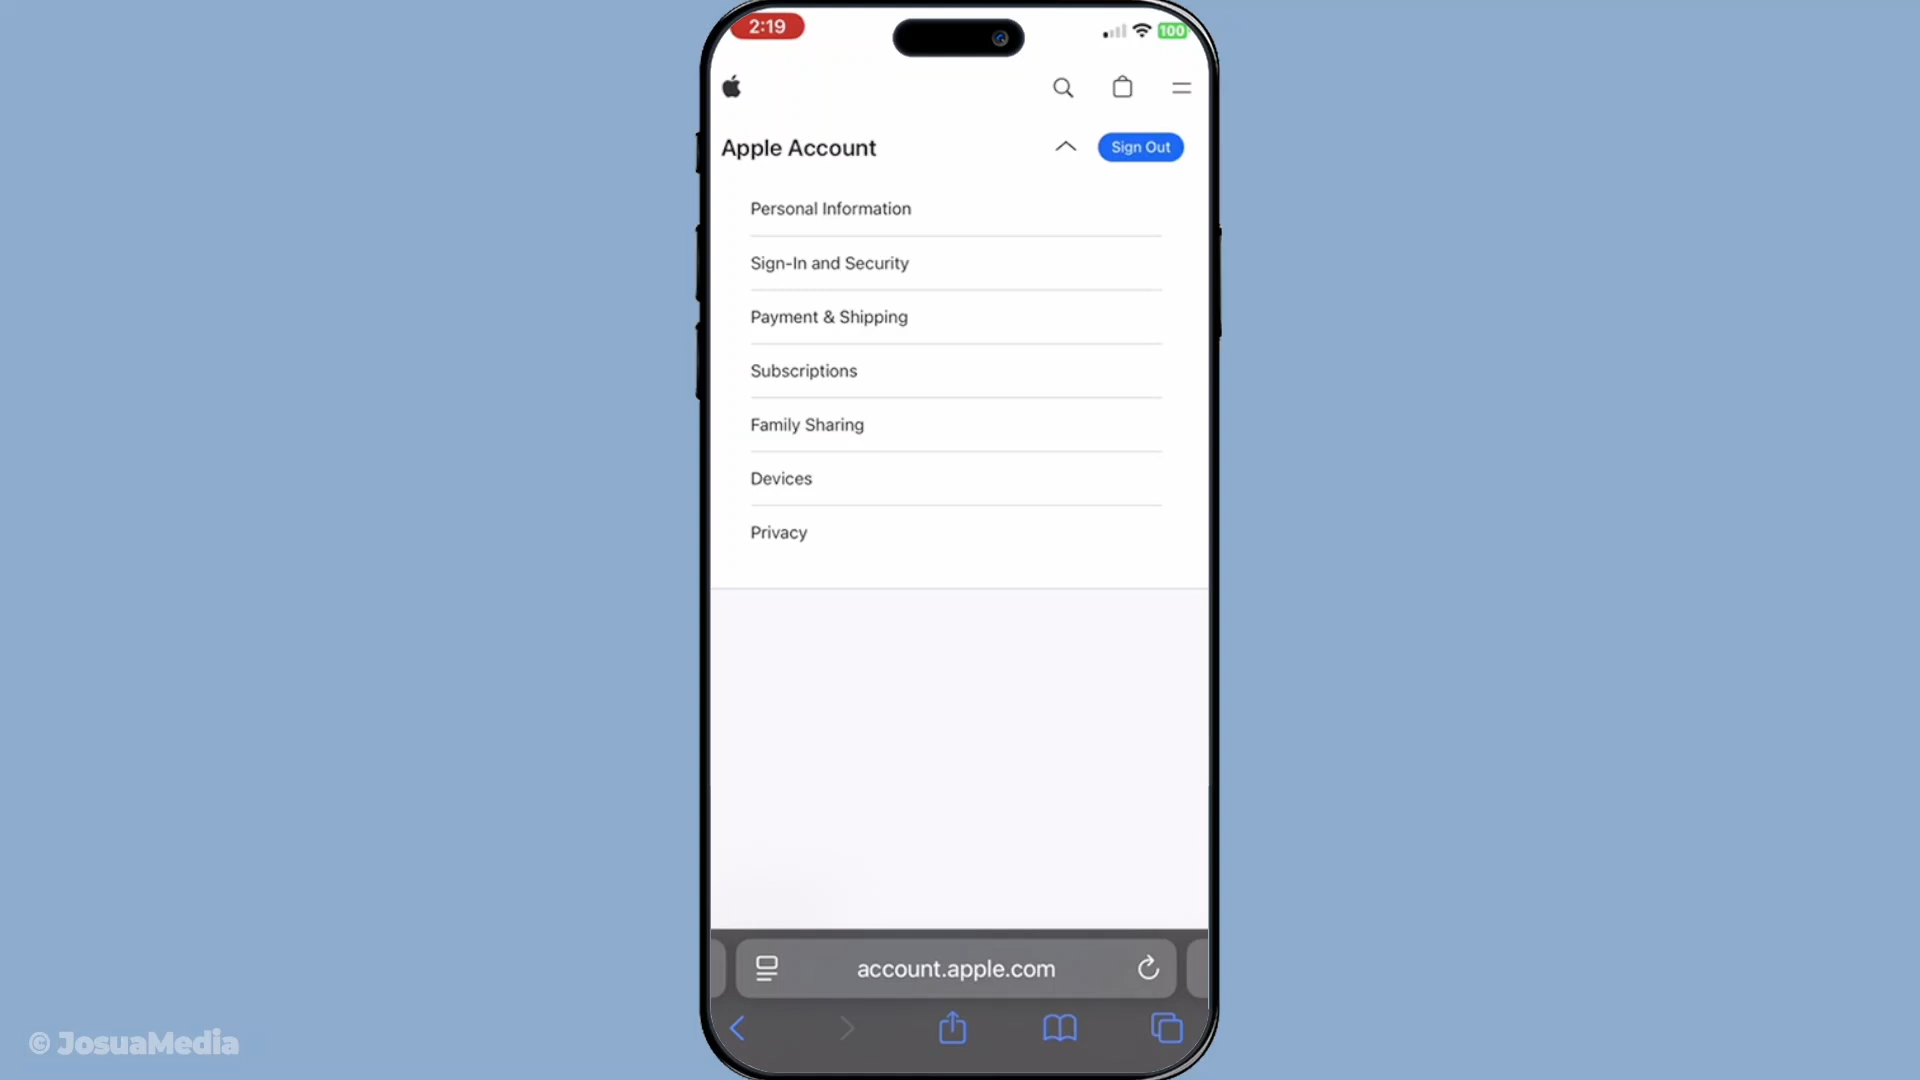 2:19
100
Apple Account
Sign Out
Personal Information
Sign-In and Security
Payment & Shipping
Subscriptions
Family Sharing
Devices
Privacy
account.apple.com
© JosuaMedia